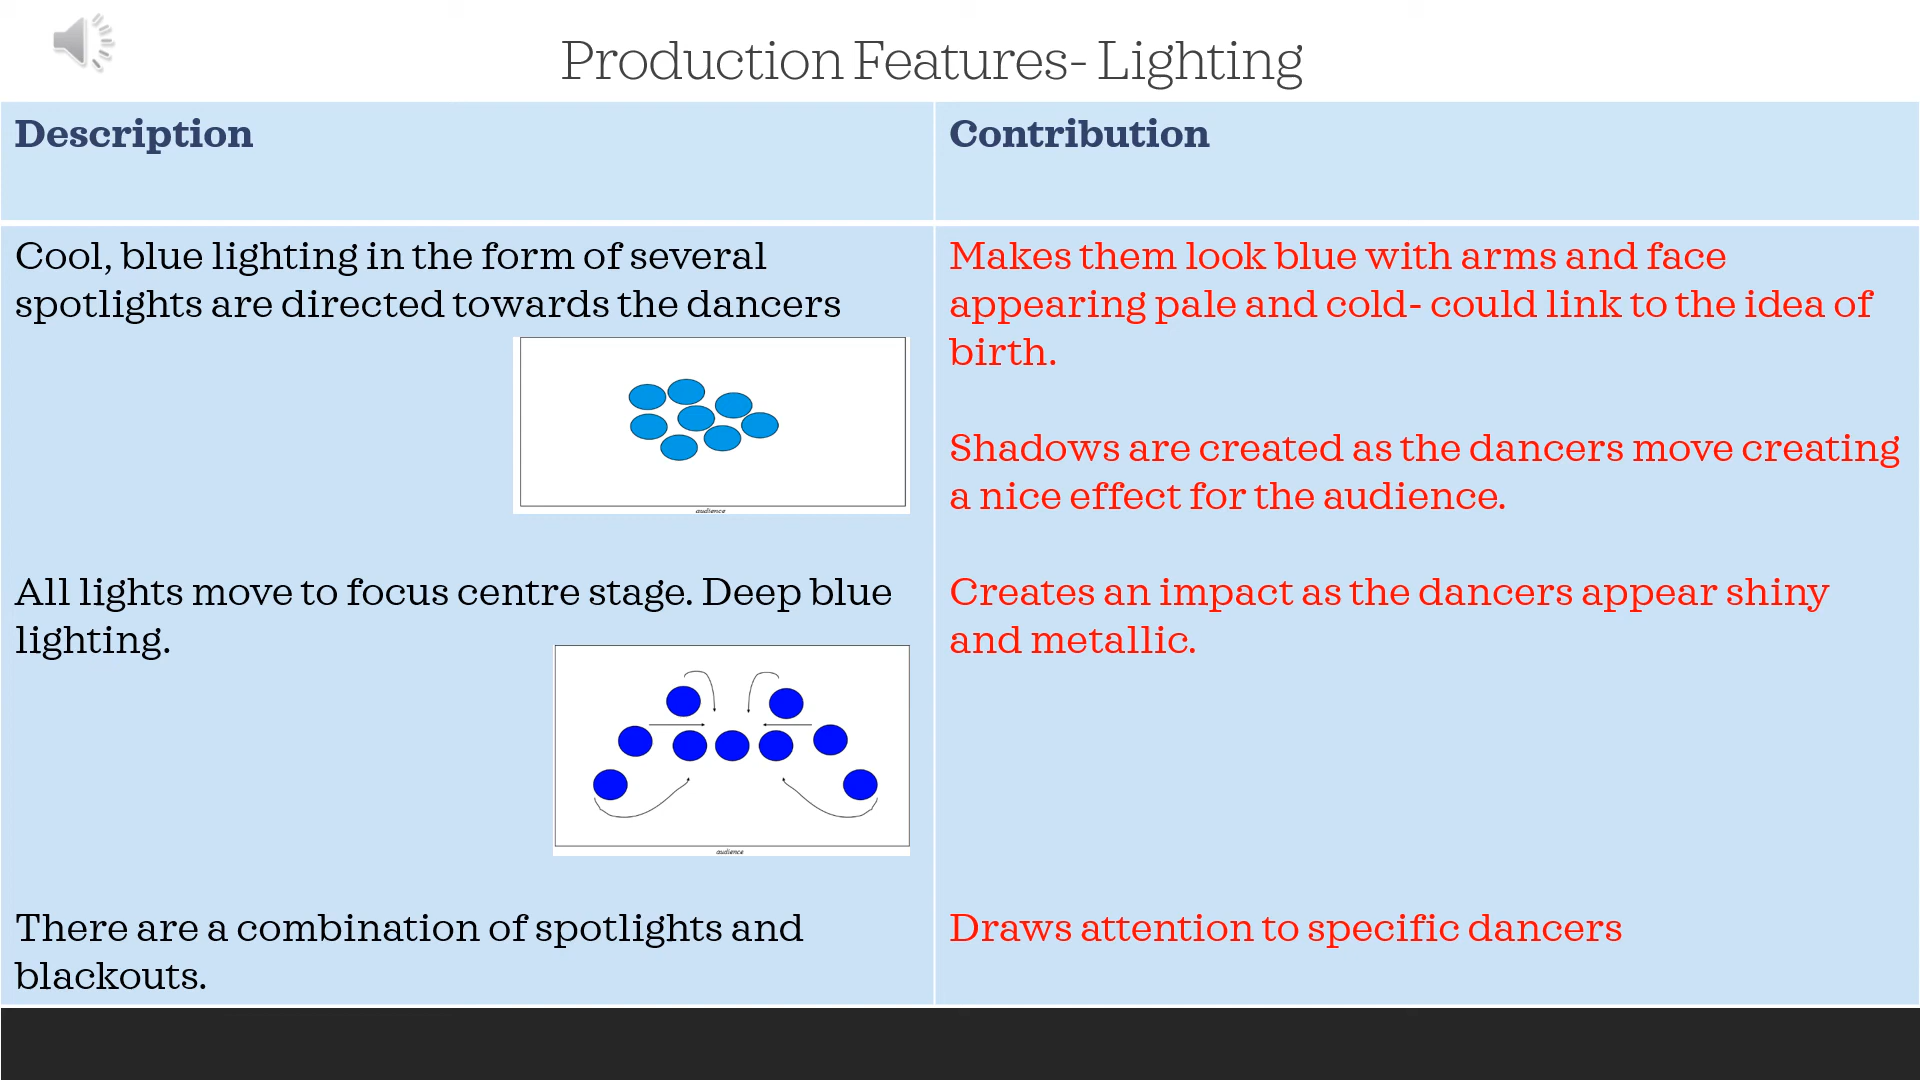 Production Features- Lighting
Description
Contribution
Cool, blue lighting in the form of several
spotlights are directed towards the dancers
audience
All lights move to focus centre stage. Deep blue
lighting.
audience
There are a combination of spotlights and
blackouts.
Makes them look blue with arms and face
appearing pale and cold- could link to the idea of
birth.
Shadows are created as the dancers move creating
a nice effect for the audience.
Creates an impact as the dancers appear shiny
and metallic.
Draws attention to specific dancers